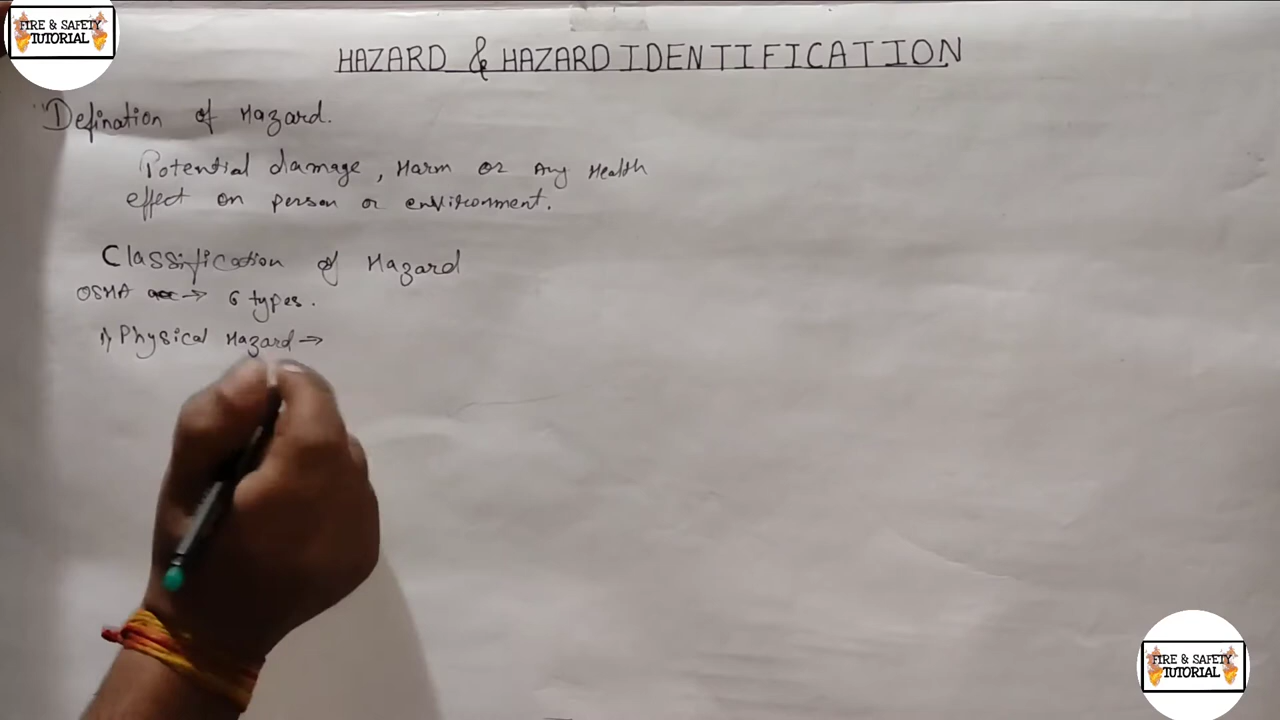 FIRE & SAFETY
TUTORIAL
HAZARD & HAZARD IDENTIFICATION
Defination of Hazard.
Potential damage, Harm or Any Health
effect on person or environment.
Classification of Hazard
OSHA acc → 6 types.
1) Physical Hazard →
FIRE & SAFETY
TUTORIAL